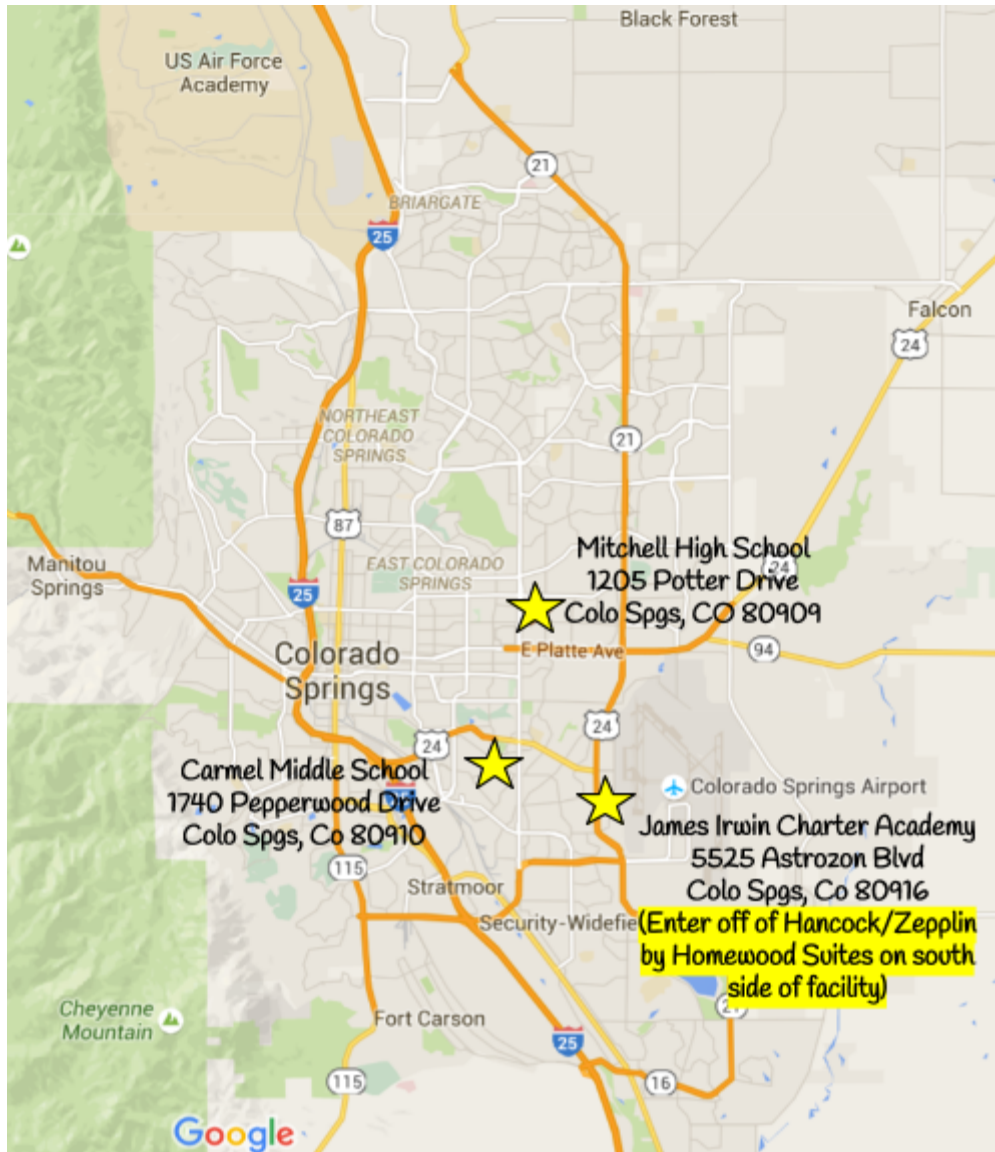 Black Forest
US Air Force
Academy
21
BRIARGATE
25
Falcon
24
NORTHEAST
COLORADO
SPRINGS
21
87
Manitou
Springs
EAST COLORADO
SPRINGS
25
Mitchell High School
1205 Potter Drive
Colo Spgs, CO 80909
24
E Platte Ave
94
Colorado
Springs
24
24
Carmel Middle School
1740 Pepperwood Drive
Colo Spgs, Co 80910
Colorado Springs Airport
James Irwin Charter Academy
5525 Astrozon Blvd
Colo Spgs, Co 80916
(Enter off of Hancock/Zepplin
by Homewood Suites on south
side of facility)
115
Stratmoor
Security-Widefie
Cheyenne
Mountain
Fort Carson
25
115
16
Google